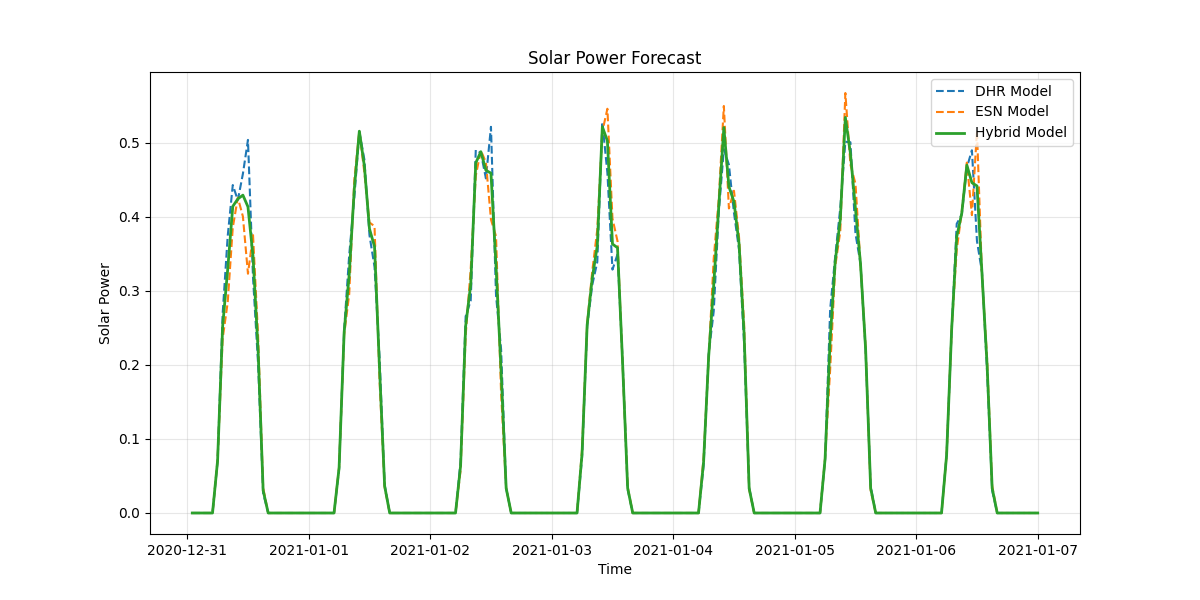 Solar Power Forecast
DHR Model
ESN Model
Hybrid Model
Solar Power
0.5
0.4
0.3
0.2
0.1
0.0
2020-12-31
2021-01-01
2021-01-02
2021-01-03
2021-01-04
2021-01-05
2021-01-06
2021-01-07
Time